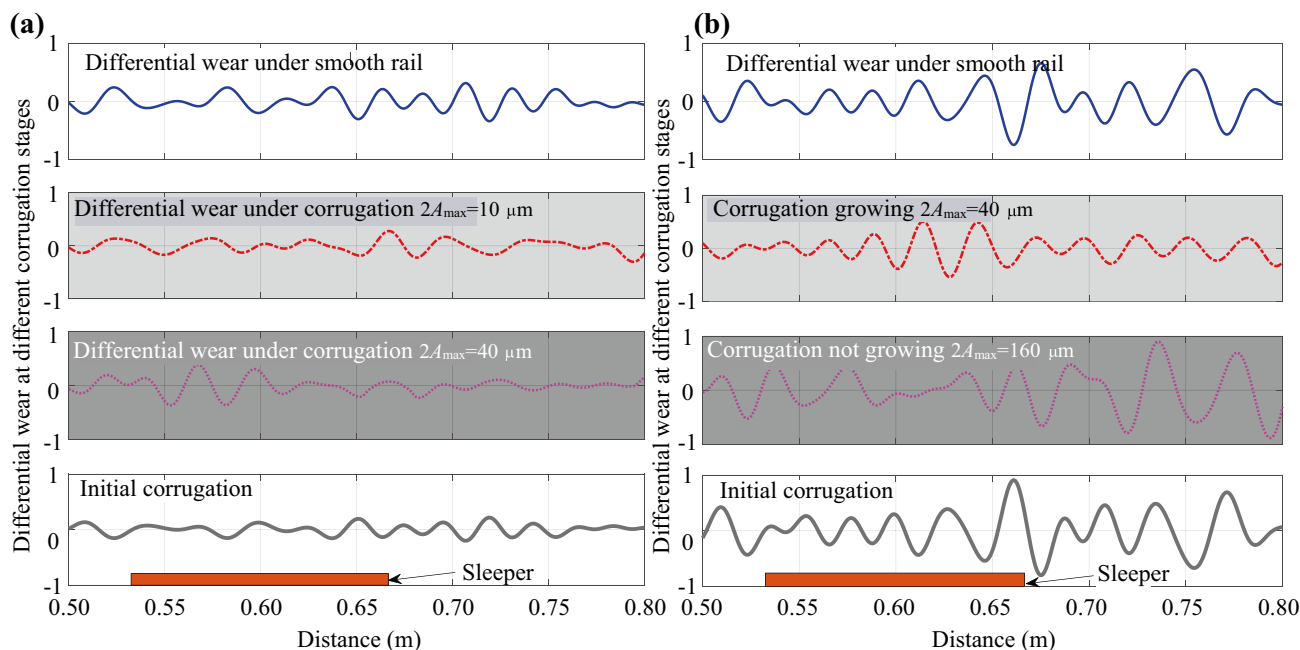 (a)
Differential wear at different corrugation stages
1
0
-1
Differential wear under smooth rail
1
0
-1
Differential wear under corrugation 2Amax=10 μm
1
0
-1
Differential wear under corrugation 2Amax=40 μm
1
0
-1
Initial corrugation
Sleeper
0.50 0.55 0.60 0.65 0.70 0.75 0.80
Distance (m)
(b)
Differential wear at different corrugation stages
1
0
-1
Differential wear under smooth rail
1
0
-1
Corrugation growing 2Amax=40 μm
1
0
-1
Corrugation not growing 2Amax=160 μm
1
0
-1
Initial corrugation
Sleeper
0.50 0.55 0.60 0.65 0.70 0.75 0.80
Distance (m)